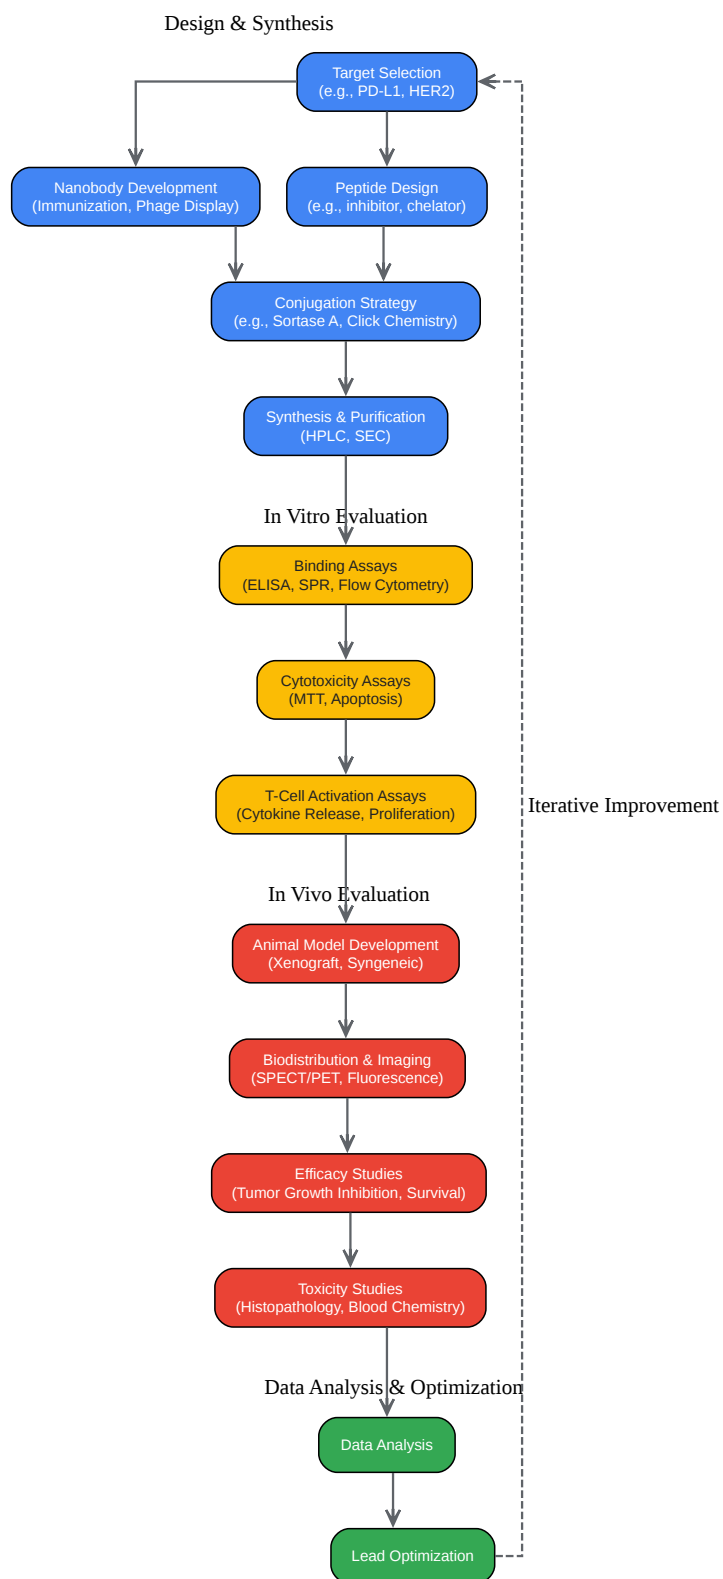 Design & Synthesis
Target Selection
(e.g., PD-L1, HER2)
Nanobody Development
(Immunization, Phage Display)
Peptide Design
(e.g., inhibitor, chelator)
Conjugation Strategy
(e.g., Sortase A, Click Chemistry)
Synthesis & Purification
(HPLC, SEC)
In Vitro Evaluation
Binding Assays
(ELISA, SPR, Flow Cytometry)
Cytotoxicity Assays
(MTT, Apoptosis)
T-Cell Activation Assays
(Cytokine Release, Proliferation)
Iterative Improvement
In Vivo Evaluation
Animal Model Development
(Xenograft, Syngeneic)
Biodistribution & Imaging
(SPECT/PET, Fluorescence)
Efficacy Studies
(Tumor Growth Inhibition, Survival)
Toxicity Studies
(Histopathology, Blood Chemistry)
Data Analysis & Optimization
Data Analysis
Lead Optimization